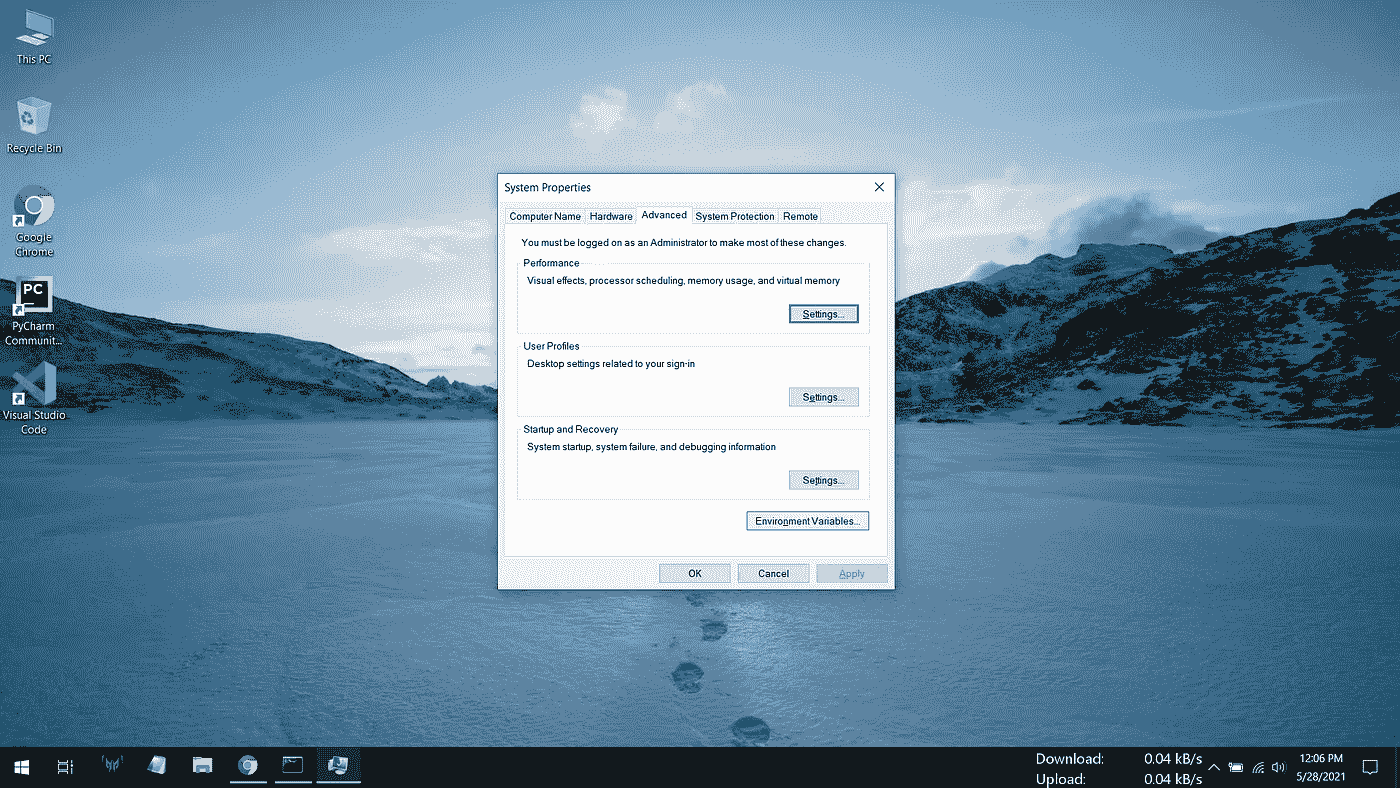 This PC
Recycle Bin
Google
Chrome
PC
PyCharm
Communit...
Visual Studio
Code
System Properties
Computer Name Hardware Advanced System Protection Remote
You must be logged on as an Administrator to make most of these changes.
Performance
Visual effects, processor scheduling, memory usage, and virtual memory
Settings...
User Profiles
Desktop settings related to your sign-in
Settings...
Startup and Recovery
System startup, system failure, and debugging information
Settings...
Environment Variables...
OK Cancel Apply
Download: 0.04 kB/s
Upload: 0.04 kB/s
12:06 PM
5/28/2021